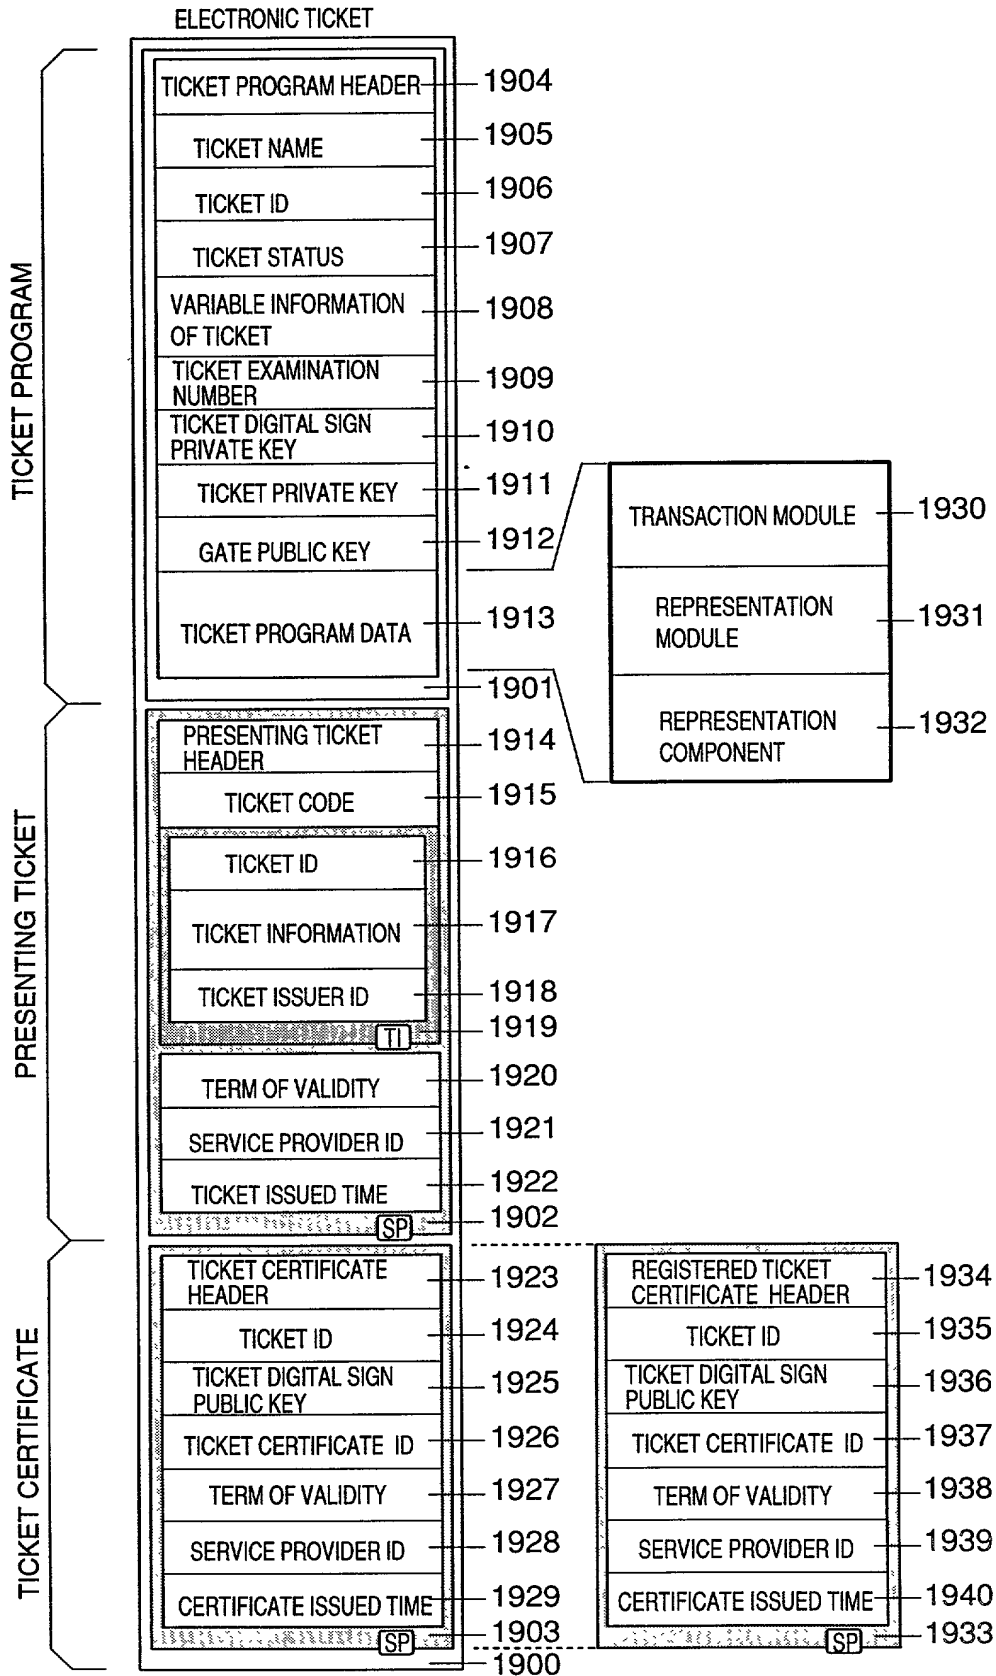 ELECTRONIC TICKET
TICKET PROGRAM
TICKET PROGRAM HEADER 1904
TICKET NAME 1905
TICKET ID 1906
TICKET STATUS 1907
VARIABLE INFORMATION
OF TICKET 1908
TICKET EXAMINATION
NUMBER 1909
TICKET DIGITAL SIGN
PRIVATE KEY 1910
TICKET PRIVATE KEY 1911
GATE PUBLIC KEY 1912
TICKET PROGRAM DATA 1913
1901
TRANSACTION MODULE 1930
REPRESENTATION
MODULE 1931
REPRESENTATION
COMPONENT 1932
PRESENTING TICKET
PRESENTING TICKET
HEADER 1914
TICKET CODE 1915
TICKET ID 1916
TICKET INFORMATION 1917
TICKET ISSUER ID 1918
TI 1919
TERM OF VALIDITY 1920
SERVICE PROVIDER ID 1921
TICKET ISSUED TIME 1922
SP 1902
TICKET CERTIFICATE
TICKET CERTIFICATE
HEADER 1923
TICKET ID 1924
TICKET DIGITAL SIGN
PUBLIC KEY 1925
TICKET CERTIFICATE ID 1926
TERM OF VALIDITY 1927
SERVICE PROVIDER ID 1928
CERTIFICATE ISSUED TIME 1929
SP 1903
1900
REGISTERED TICKET
CERTIFICATE HEADER 1934
TICKET ID 1935
TICKET DIGITAL SIGN
PUBLIC KEY 1936
TICKET CERTIFICATE ID 1937
TERM OF VALIDITY 1938
SERVICE PROVIDER ID 1939
CERTIFICATE ISSUED TIME 1940
SP 1933